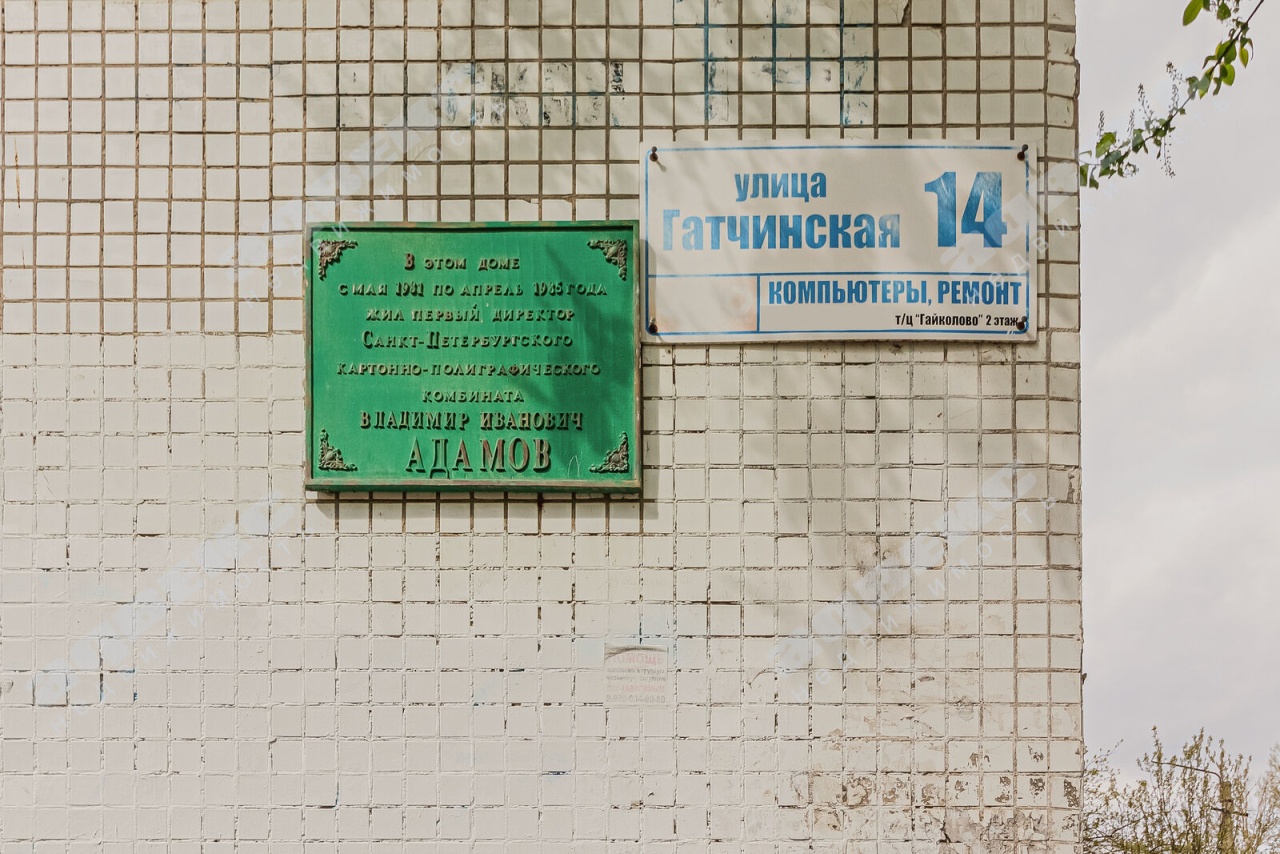 В этом доме
с мая 1981 по апрель 1985 года
жил первый директор
Санкт-Петербургского
картонно-полиграфического
комбината
ВЛАДИМИР ИВАНОВИЧ
АДАМОВ
улица
Гатчинская 14
КОМПЬЮТЕРЫ, РЕМОНТ
т/ц "Гайколово" 2 этаж